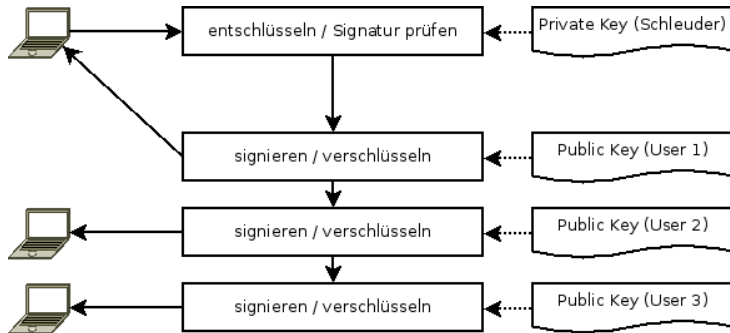 entschlüsseln / Signatur prüfen
Private Key (Schleuder)
signieren / verschlüsseln
Public Key (User 1)
signieren / verschlüsseln
Public Key (User 2)
signieren / verschlüsseln
Public Key (User 3)